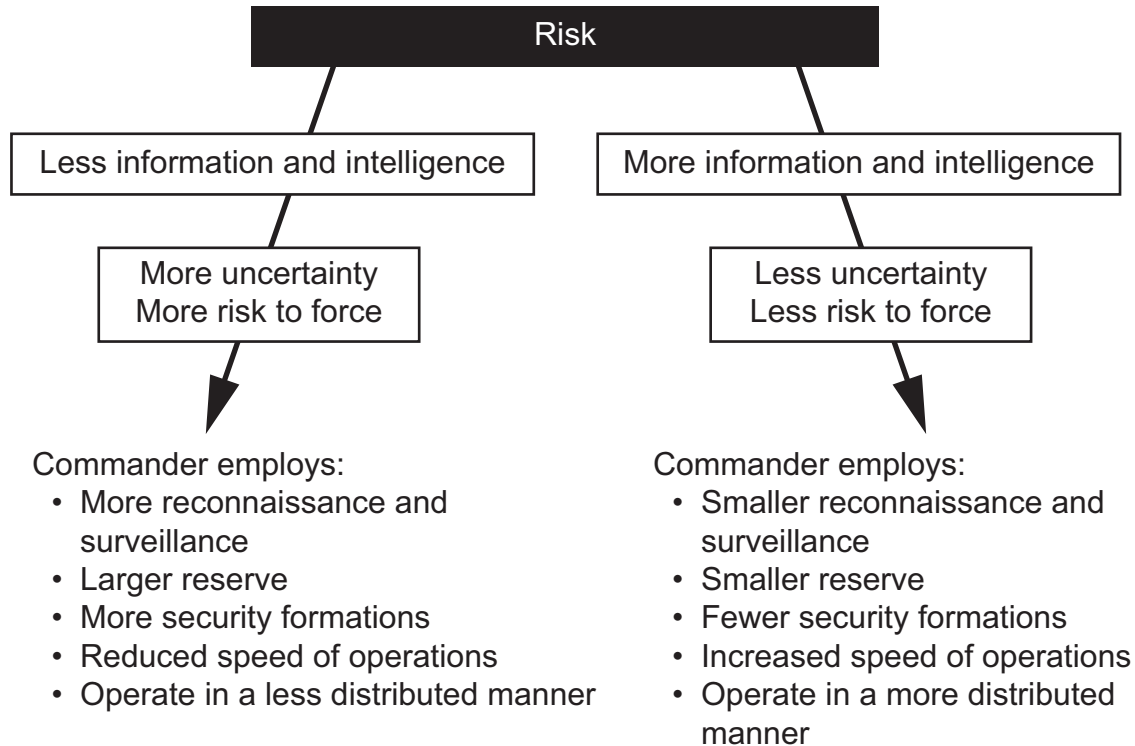 Risk
Less information and intelligence
More uncertainty
More risk to force
Commander employs:
• More reconnaissance and
surveillance
• Larger reserve
• More security formations
• Reduced speed of operations
• Operate in a less distributed manner
More information and intelligence
Less uncertainty
Less risk to force
Commander employs:
• Smaller reconnaissance and
surveillance
• Smaller reserve
• Fewer security formations
• Increased speed of operations
• Operate in a more distributed
manner